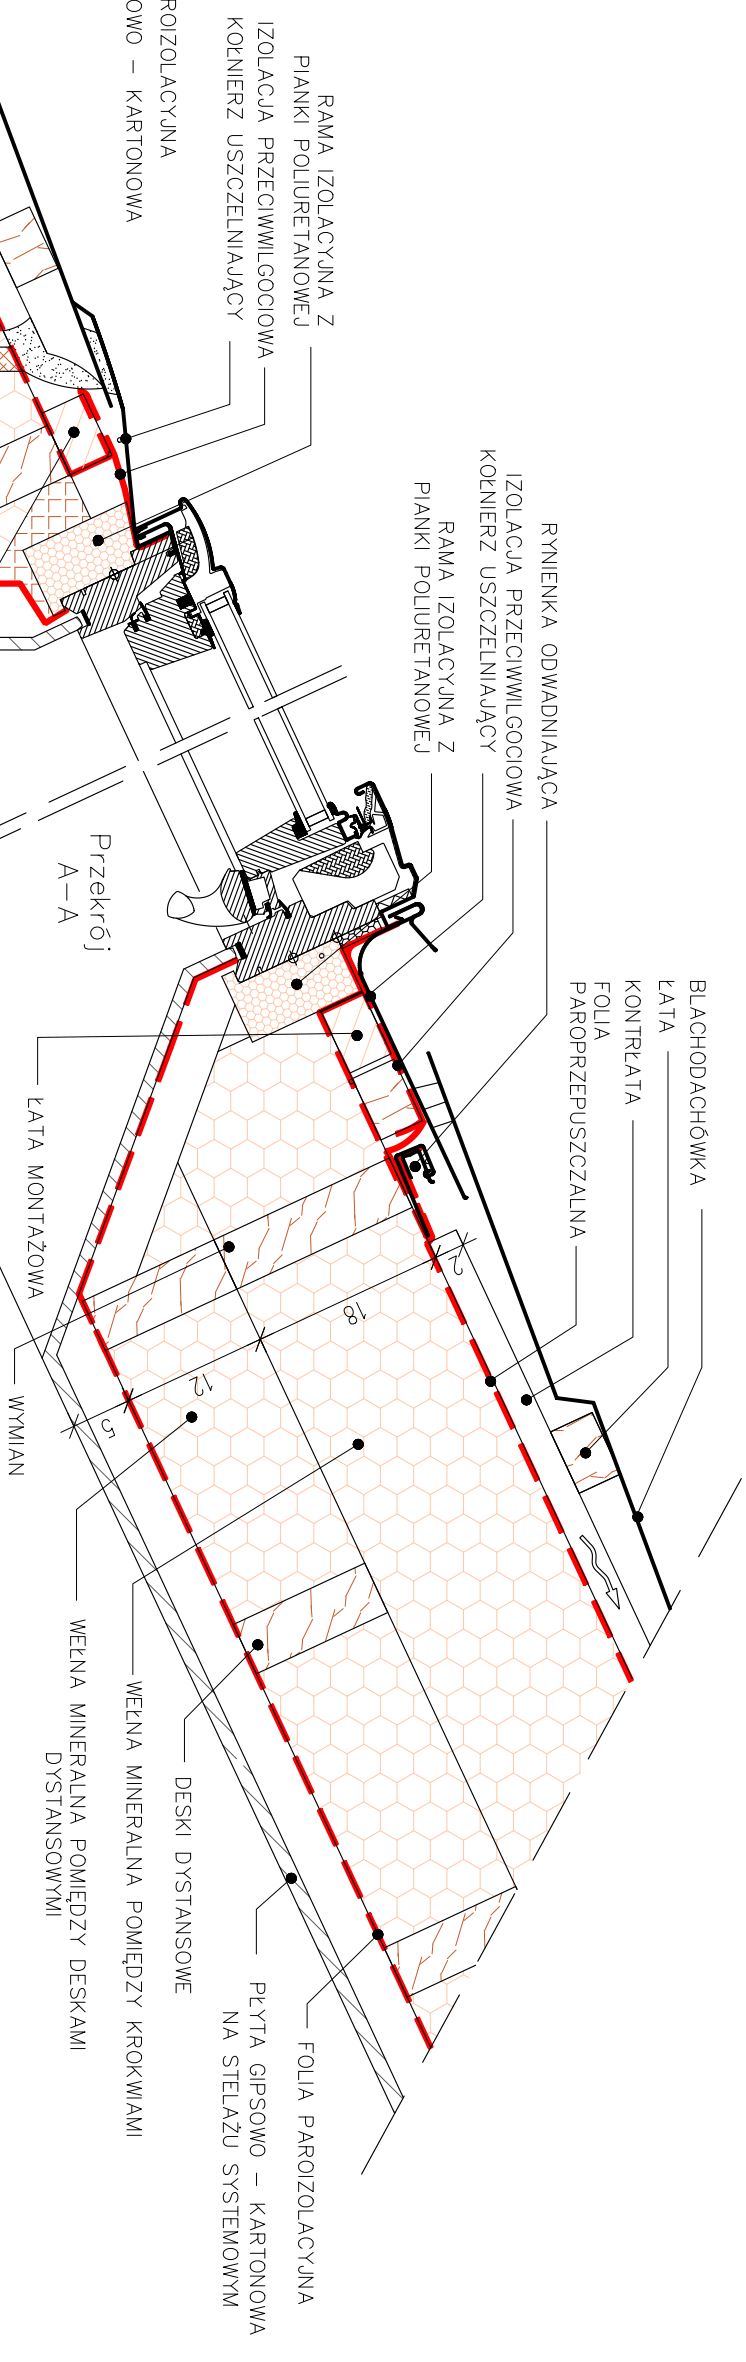 ROIZOLACYJNA
OWO – KARTONOWA
RAMA IZOLACYJNA Z
PIANKI POLIURETANOWEJ
IZOLACJA PRZECIWWILGOCIOWA
KOŁNIERZ USZCZELNIAJĄCY
RYNIENKA ODWADNIAJĄCA
IZOLACJA PRZECIWWILGOCIOWA
KOŁNIERZ USZCZELNIAJĄCY
RAMA IZOLACYJNA Z
PIANKI POLIURETANOWEJ
Przekrój
A–A
BLACHODACHÓWKA
ŁATA
KONTRŁATA
FOLIA
PAROPRZEPUSZCZALNA
ŁATA MONTAŻOWA
WYMIAN
2
18
12
5
WEŁNA MINERALNA POMIĘDZY DESKAMI
DYSTANSOWYMI
WEŁNA MINERALNA POMIĘDZY KROKWIAMI
DESKI DYSTANSOWE
PŁYTA GIPSOWO – KARTONOWA
NA STELAŻU SYSTEMOWYM
FOLIA PAROIZOLACYJNA